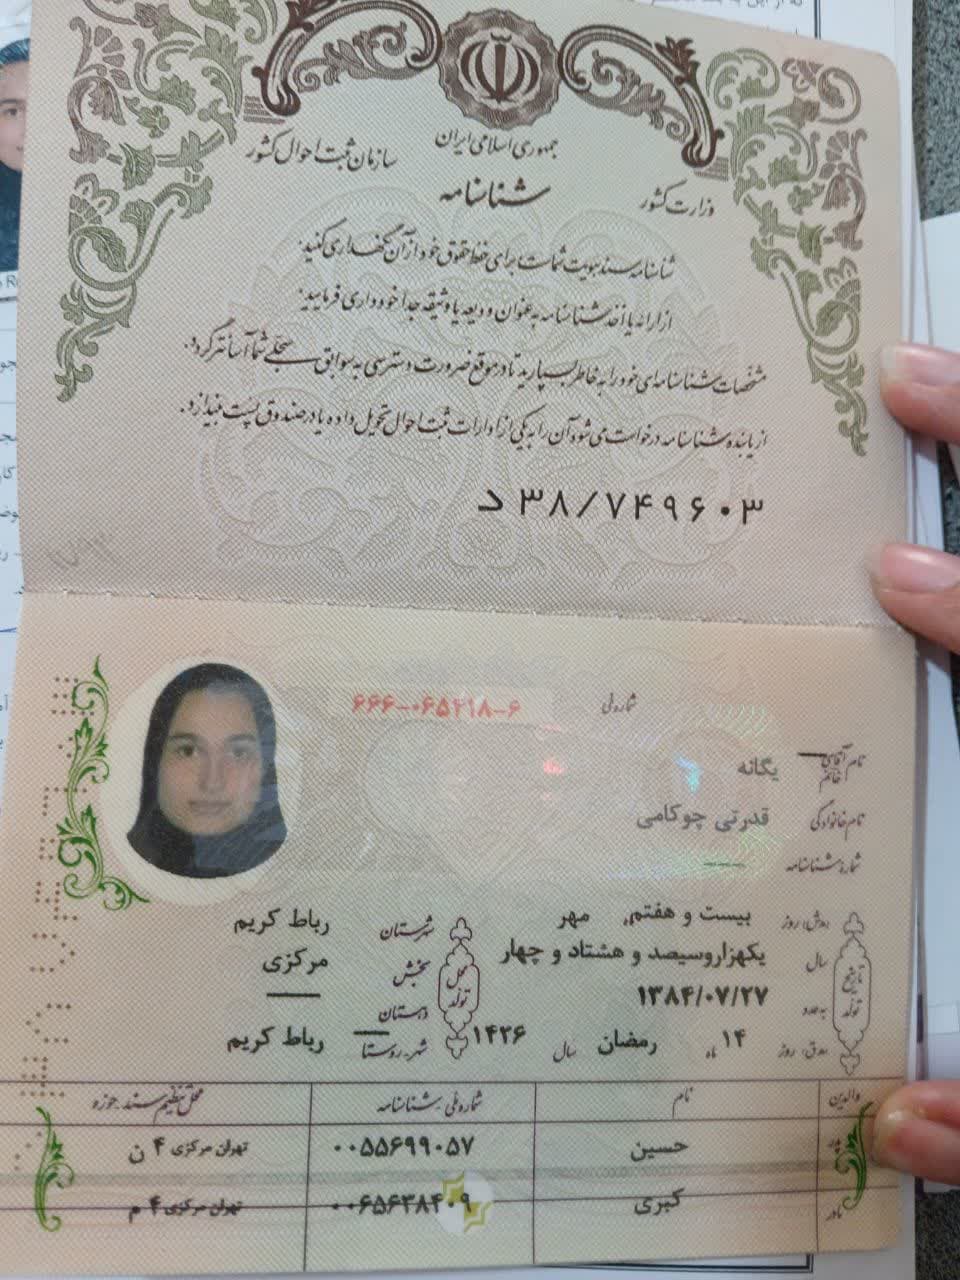 جمهوری اسلامی ایران
وزارت کشور
سازمان ثبت احوال کشور
شناسنامه
شناسنامه سند هویت شماست برای حفظ حقوق خود از آن نگهداری کنید.
از ارائه یا أخذ شناسنامه به عنوان ودیعه یا وثیقه جداً خودداری فرمایید.
مشخصات شناسنامه‌ای خود را به خاطر بسپارید تا در موقع ضرورت دسترسی به سوابق سجلی شما آسانتر گردد.
از یابنده شناسنامه درخواست می شود آن را به یکی از ادارات ثبت احوال تحویل داده یا در صندوق پست بیندازد.
د ۳۸/۷۴۹۶۰۳
شماره ملی ۶۶۶-۰۶۵۴۱۸-۶
نام آقای خانم یگانه
نام خانوادگی قدرتی چوکامی
شماره شناسنامه
تاریخ تولد
ه‍.ش: روز بیست و هفتم، مهر
سال یکهزاروسیصد و هشتاد و چهار
به عدد ۱۳۸۴/۰۷/۲۷
ه‍.ق: روز ۱۴ ماه رمضان سال ۱۴۲۶
محل تولد
شهرستان رباط کریم
بخش مرکزی
دهستان
شهر-روستا رباط کریم
والدین نام شماره ملی-شناسنامه محل تنظیم سند-حوزه
پدر حسین ۰۰۵۵۶۹۹۰۵۷ تهران مرکزی ۴ ن
مادر کبری ۰۰۶۵۶۳۸۴۰۹ تهران مرکزی ۴ م